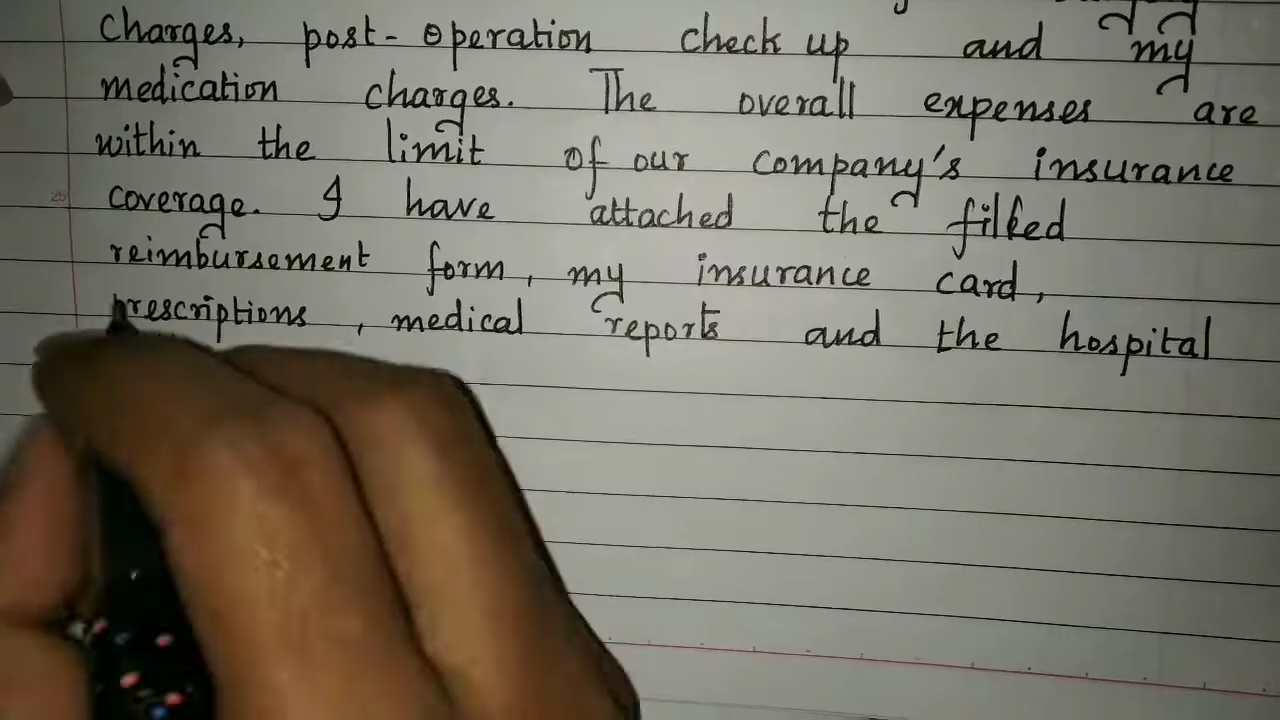 charges, post-operation check up and my
medication charges. The overall expenses are
within the limit of our company's insurance
coverage. I have attached the filled
reimbursement form, my insurance card,
prescriptions, medical reports and the hospital